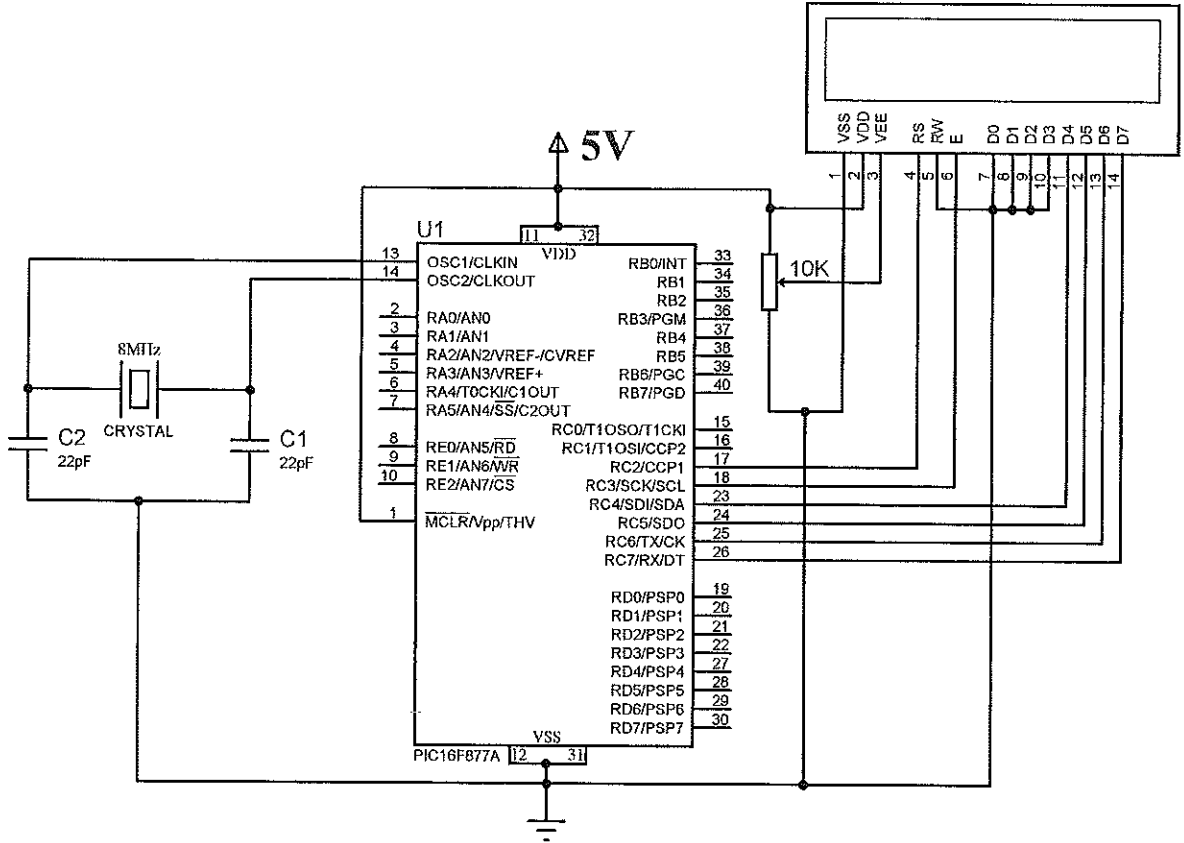 VSS VDD VEE RS RW E D0 D1 D2 D3 D4 D5 D6 D7
1 2 3 4 5 6 7 8 9 10 11 12 13 14
5V
U1
11 32
VDD
13 OSC1/CLKIN
14 OSC2/CLKOUT
2 RA0/AN0
3 RA1/AN1
4 RA2/AN2/VREF-/CVREF
5 RA3/AN3/VREF+
6 RA4/T0CKI/C1OUT
7 RA5/AN4/SS/C2OUT
8 RE0/AN5/RD
9 RE1/AN6/WR
10 RE2/AN7/CS
1 MCLR/Vpp/THV
RB0/INT 33
RB1 34
RB2 35
RB3/PGM 36
RB4 37
RB5 38
RB6/PGC 39
RB7/PGD 40
RC0/T1OSO/T1CKI 15
RC1/T1OSI/CCP2 16
RC2/CCP1 17
RC3/SCK/SCL 18
RC4/SDI/SDA 23
RC5/SDO 24
RC6/TX/CK 25
RC7/RX/DT 26
RD0/PSP0 19
RD1/PSP1 20
RD2/PSP2 21
RD3/PSP3 22
RD4/PSP4 27
RD5/PSP5 28
RD6/PSP6 29
RD7/PSP7 30
VSS
PIC16F877A
12 31
10K
8MHz
CRYSTAL
C2
22pF
C1
22pF